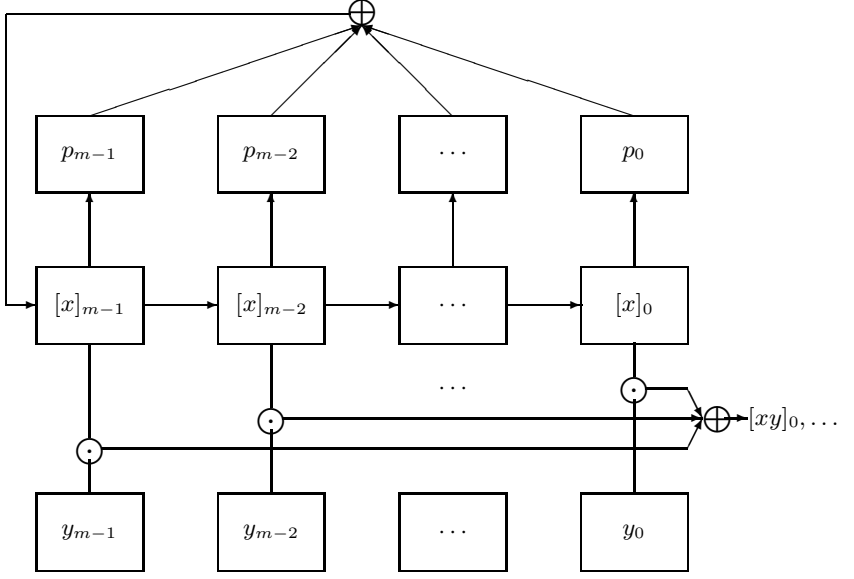 ⊕
p_{m−1} p_{m−2} ⋯ p_0
[x]_{m−1} [x]_{m−2} ⋯ [x]_0
⋯
⊙
⊙ ⊕ [xy]_0, …
⊙
y_{m−1} y_{m−2} ⋯ y_0